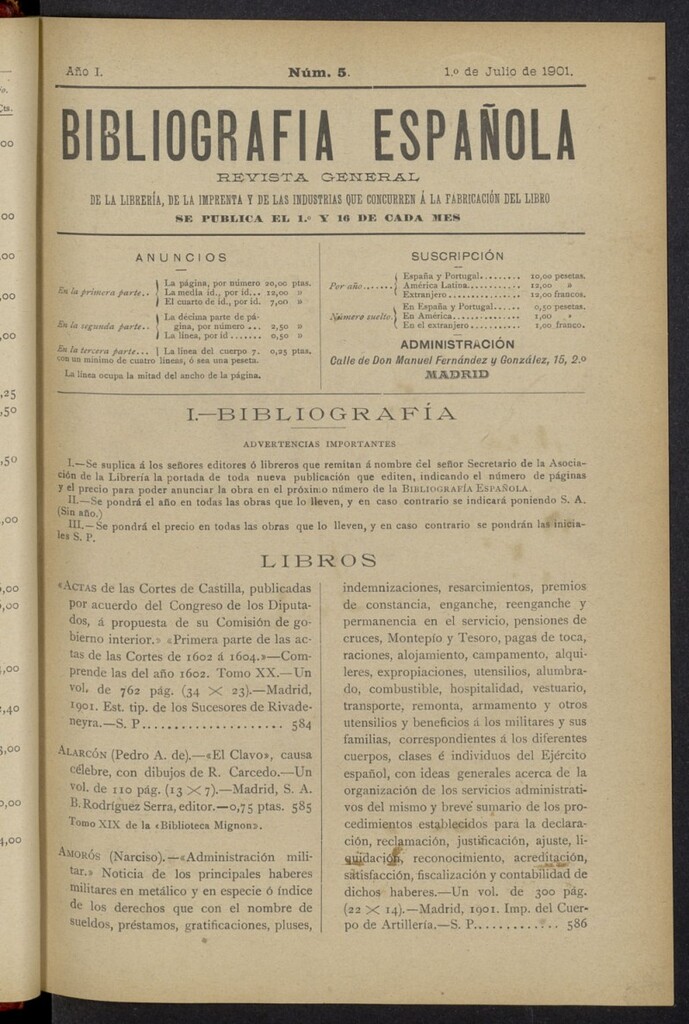 Año I.
Núm. 5.
1.º de Julio de 1901.
BIBLIOGRAFIA ESPAÑOLA
REVISTA GENERAL
DE LA LIBRERÍA, DE LA IMPRENTA Y DE LAS INDUSTRIAS QUE CONCURREN Á LA FABRICACIÓN DEL LIBRO
SE PUBLICA EL 1.º Y 16 DE CADA MES
ANUNCIOS
En la primera parte..
La página, por número 20,00 ptas.
La media id., por id... 12,00 »
El cuarto de id., por id. 7,00 »
En la segunda parte..
La décima parte de pá-
gina, por número.... 2,50 »
La línea, por id....... 0,50 »
En la tercera parte...
La línea del cuerpo 7. 0,25 ptas.
con un mínimo de cuatro líneas, ó sea una peseta.
La línea ocupa la mitad del ancho de la página.
SUSCRIPCIÓN
Por año.......
España y Portugal........ 10,00 pesetas.
América Latina.......... 12,00 »
Extranjero............... 12,00 francos.
Número suelto.
En España y Portugal.... 0,50 pesetas.
En América.............. 1,00 »
En el extranjero......... 1,00 franco.
ADMINISTRACIÓN
Calle de Don Manuel Fernández y González, 15, 2.º
MADRID
I.—BIBLIOGRAFÍA
ADVERTENCIAS IMPORTANTES
I.—Se suplica á los señores editores ó libreros que remitan á nombre del señor Secretario de la Asocia-
ción de la Librería la portada de toda nueva publicación que editen, indicando el número de páginas
y el precio para poder anunciar la obra en el próximo número de la BIBLIOGRAFÍA ESPAÑOLA.
II.—Se pondrá el año en todas las obras que lo lleven, y en caso contrario se indicará poniendo S. A.
(Sin año.)
III.—Se pondrá el precio en todas las obras que lo lleven, y en caso contrario se pondrán las inicia-
les S. P.
LIBROS
«ACTAS de las Cortes de Castilla, publicadas
por acuerdo del Congreso de los Diputa-
dos, á propuesta de su Comisión de go-
bierno interior.» «Primera parte de las ac-
tas de las Cortes de 1602 á 1604.»—Com-
prende las del año 1602. Tomo XX.—Un
vol. de 762 pág. (34 × 23).—Madrid,
1901. Est. tip. de los Sucesores de Rivade-
neyra.—S. P.................... 584
ALARCÓN (Pedro A. de).—«El Clavo», causa
célebre, con dibujos de R. Carcedo.—Un
vol. de 110 pág. (13 × 7).—Madrid, S. A.
B. Rodríguez Serra, editor.—0,75 ptas. 585
Tomo XIX de la «Biblioteca Mignon».
AMORÓS (Narciso).—«Administración mili-
tar.» Noticia de los principales haberes
militares en metálico y en especie ó índice
de los derechos que con el nombre de
sueldos, préstamos, gratificaciones, pluses,
indemnizaciones, resarcimientos, premios
de constancia, enganche, reenganche y
permanencia en el servicio, pensiones de
cruces, Montepío y Tesoro, pagas de toca,
raciones, alojamiento, campamento, alqui-
leres, expropiaciones, utensilios, alumbra-
do, combustible, hospitalidad, vestuario,
transporte, remonta, armamento y otros
utensilios y beneficios á los militares y sus
familias, correspondientes á los diferentes
cuerpos, clases é individuos del Ejército
español, con ideas generales acerca de la
organización de los servicios administrati-
vos del mismo y breve sumario de los pro-
cedimientos establecidos para la declara-
ción, reclamación, justificación, ajuste, li-
quidación, reconocimiento, acreditación,
satisfacción, fiscalización y contabilidad de
dichos haberes.—Un vol. de 300 pág.
(22 × 14).—Madrid, 1901. Imp. del Cuer-
po de Artillería.—S. P............ 586